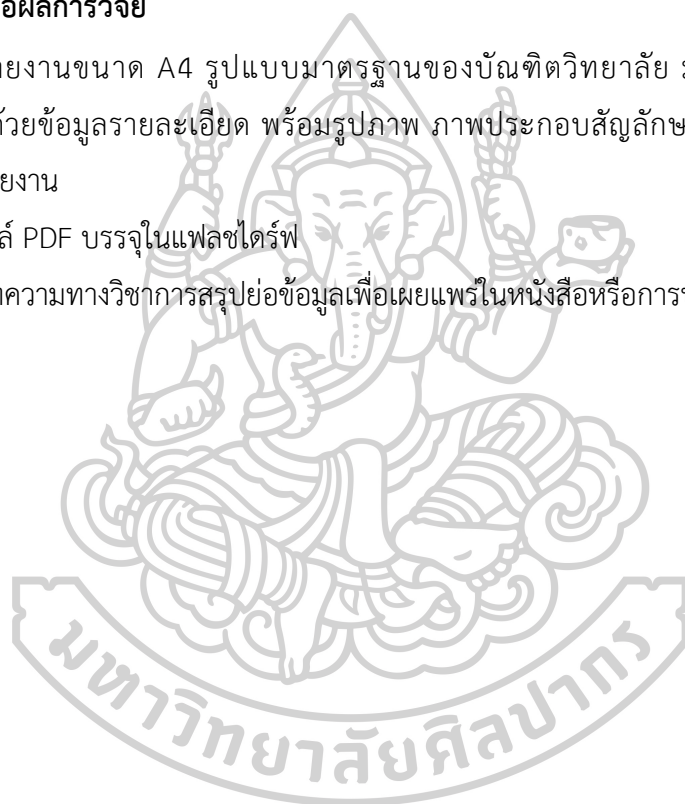 อผลการวิจัย
ยงานขนาด A4 รูปแบบมาตรฐานของบัณฑิตวิทยาลัย
้วยข้อมูลรายละเอียด พร้อมรูปภาพ ภาพประกอบสัญลักษ
ยงาน
ล์ PDF บรรจุในแฟลชไดร์ฟ
ความทางวิชาการสรุปย่อข้อมูลเพื่อเผยแพร่ในหนังสือหรือการ
มหาวิทยาลัยศิลปากร